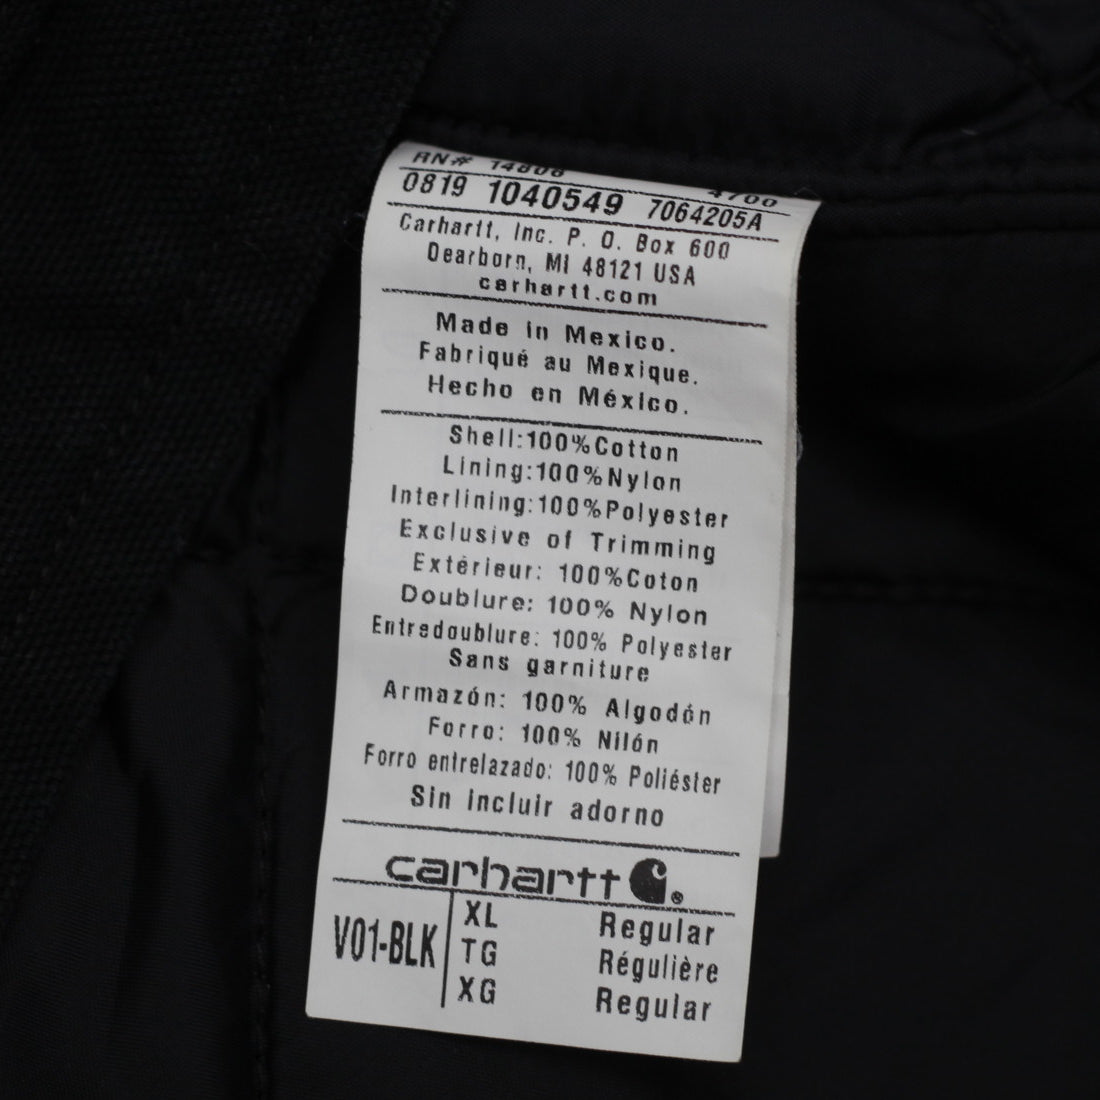 RN# 14806 4700
0819 1040549 7064205A
Carhartt, Inc. P. O. Box 600
Dearborn, MI 48121 USA
carhartt.com
Made in Mexico.
Fabriqué au Mexique.
Hecho en México.
Shell:100%Cotton
Lining:100%Nylon
Interlining:100%Polyester
Exclusive of Trimming
Extérieur: 100%Coton
Doublure: 100% Nylon
Entredoublure: 100% Polyester
Sans garniture
Armazón: 100% Algodón
Forro: 100% Nilón
Forro entrelazado: 100% Poliéster
Sin incluir adorno
carhartt ®
V01-BLK
XL Regular
TG Régulière
XG Regular